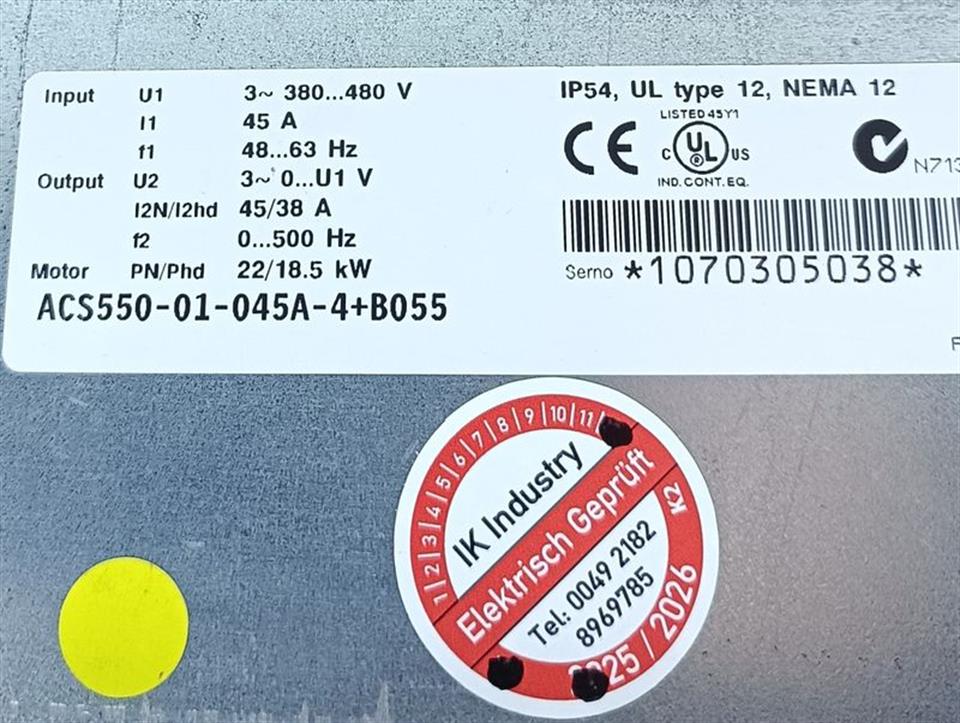 Input U1 3~ 380...480 V
I1 45 A
f1 48...63 Hz
Output U2 3~ 0...U1 V
I2N/I2hd 45/38 A
f2 0...500 Hz
Motor PN/Phd 22/18.5 kW
ACS550-01-045A-4+B055
IP54, UL type 12, NEMA 12
LISTED 45Y1
CE
C UL US
IND. CONT. EQ.
N713
Serno *1070305038*
1|2|3|4|5|6|7|8|9|10|11|
IK Industry
Elektrisch Geprüft
K2
Tel: 0049 2182
8969785
/ 2026